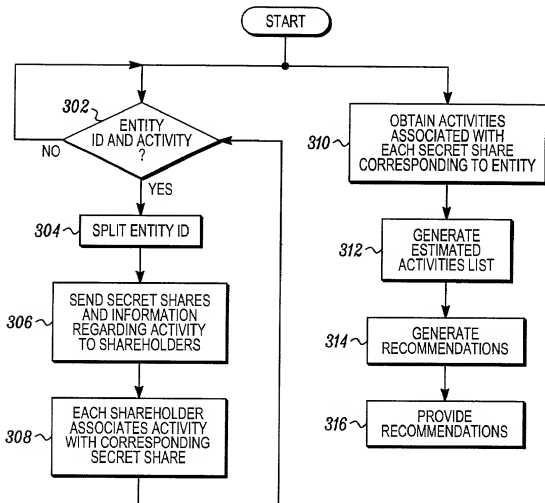 START
302
ENTITY
ID AND ACTIVITY
?
NO
YES
304
SPLIT ENTITY ID
306
SEND SECRET SHARES
AND INFORMATION
REGARDING ACTIVITY
TO SHAREHOLDERS
308
EACH SHAREHOLDER
ASSOCIATES ACTIVITY
WITH CORRESPONDING
SECRET SHARE
310
OBTAIN ACTIVITIES
ASSOCIATED WITH
EACH SECRET SHARE
CORRESPONDING TO ENTITY
312
GENERATE
ESTIMATED
ACTIVITIES LIST
314
GENERATE
RECOMMENDATIONS
316
PROVIDE
RECOMMENDATIONS